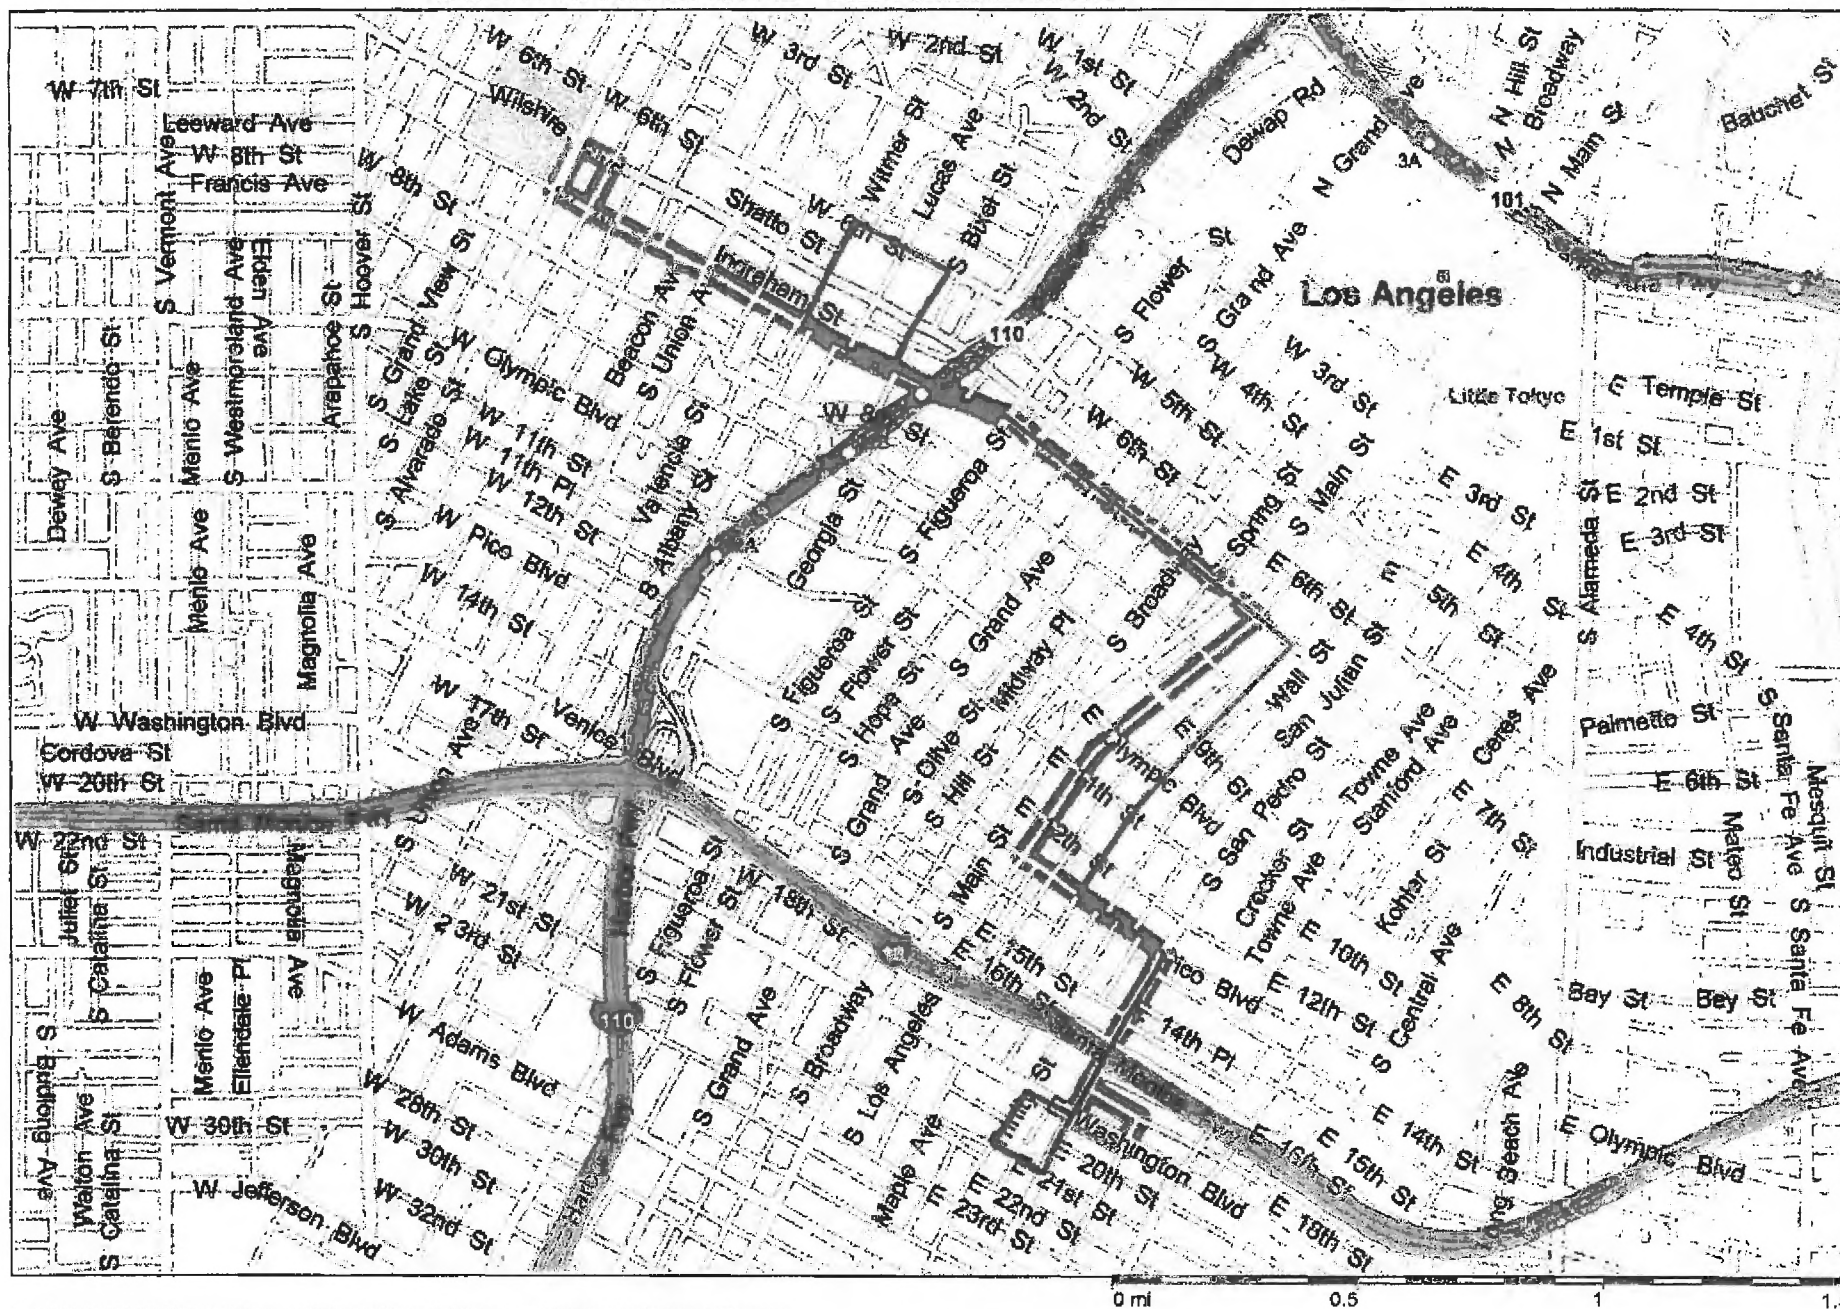 W 7th St
Leeward Ave
W 8th St
Francis Ave
S Vermont Ave
W 6th St
W 6th St
Wilshire
W 3rd St
W 2nd St
W 1st St
W 2nd St
Witmer St
Lucas Ave
S Bixel St
Dewap Rd
N Grand Ave
3A
N Hill St
N Broadway
N Main St
Bauchet St
101
W 8th St
Shatto St
W 6th St
Ingraham St
110
S Flower St
S Grand Ave
Los Angeles
S Hoover St
Elden Ave
S Westmoreland Ave
Arapahoe St
S Grand View St
S Lake St
S Alvarado St
Beacon Av
S Union A
W Olympic Blvd
W 11th St
W 11th Pl
W 12th St
Valencia St
S Albany St
W 8 St
S Berendo St
Menlo Ave
Dewey Ave
Menlo Ave
Magnolia Ave
W Pico Blvd
W 14th St
Georgia St
S Figueroa St
W 3rd St
W 4th St
W 5th St
W 6th St
Spring St
S Main St
Little Tokyo
E Temple St
E 1st St
E 2nd St
E 3rd St
S Alameda St
E 3rd St
E 4th St
E 5th St
E 6th St
E 4th St
S Figueroa St
S Flower St
S Hope St
S Grand Ave
S Grand Ave
S Olive St
Midway Pl
S Hill St
S Broad
Wall St
San Julian St
S San Pedro St
Towne Ave
Stanford Ave
Ceres Ave
Palmetto St
E 6th St
Industrial St
Mateo St
S Santa Fe Ave
S Santa Fe Ave
Mesquit St
W Washington Blvd
Cordova St
W 20th St
W 17th St
Venice Blvd
W 22nd St
Juliet St
S Catalina St
Magnolia Ave
W 21st St
W 23rd St
S Figueroa St
S Flower St
W 18th St
S Main St
E 9th St
E Olympic Blvd
E 11th St
E 12th St
Crocker St
Towne Ave
Kohler St
E 7th St
S Central Ave
E 10th St
E 12th St
Pico Blvd
E 8th St
Bay St
Bay St
E 15th St
E 16th St
14th Pl
Menlo Ave
Ellendale Pl
W Adams Blvd
110
S Grand Ave
S Broadway
S Los Angeles St
W 28th St
W 30th St
W 30th St
W 32nd St
W Jefferson Blvd
S Budlong Ave
Walton Ave
S Catalina St
Maple Ave
Washington Blvd
E 20th St
E 21st St
E 22nd St
E 23rd St
E 14th St
E 15th St
E 16th St
E 18th St
E Olympic Blvd
0 mi 0.5 1